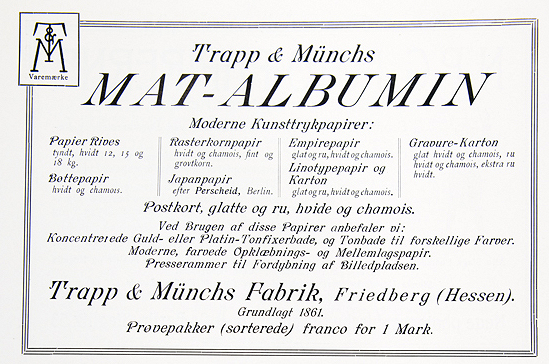 T&M
Varemærke
Trapp & Münchs
MAT-ALBUMIN
Moderne Kunsttrykpapirer:
Papier Rives
tyndt, hvidt 12, 15 og
18 kg.
Bøttepapir
hvidt og chamois.
Rasterkornpapir
hvidt og chamois, fint og
grovtkorn.
Japanpapir
efter Perscheid, Berlin.
Empirepapir
glat og ru, hvidt og chamois.
Linotypepapir og
Karton
glat og ru, hvidt og chamois.
Gravure-Karton
glat hvidt og chamois, ru
hvidt og chamois, ekstra ru
hvidt.
Postkort, glatte og ru, hvide og chamois.
Ved Brugen af disse Papirer anbefaler vi:
Koncentrerede Guld- eller Platin-Tonfixerbade, og Tonbade til forskellige Farver.
Moderne, farvede Opklæbnings- og Mellemlagspapir.
Presserammer til Fordybning af Billedpladsen.
Trapp & Münchs Fabrik, Friedberg (Hessen).
Grundlagt 1861.
Prøvepakker (sorterede) franco for 1 Mark.